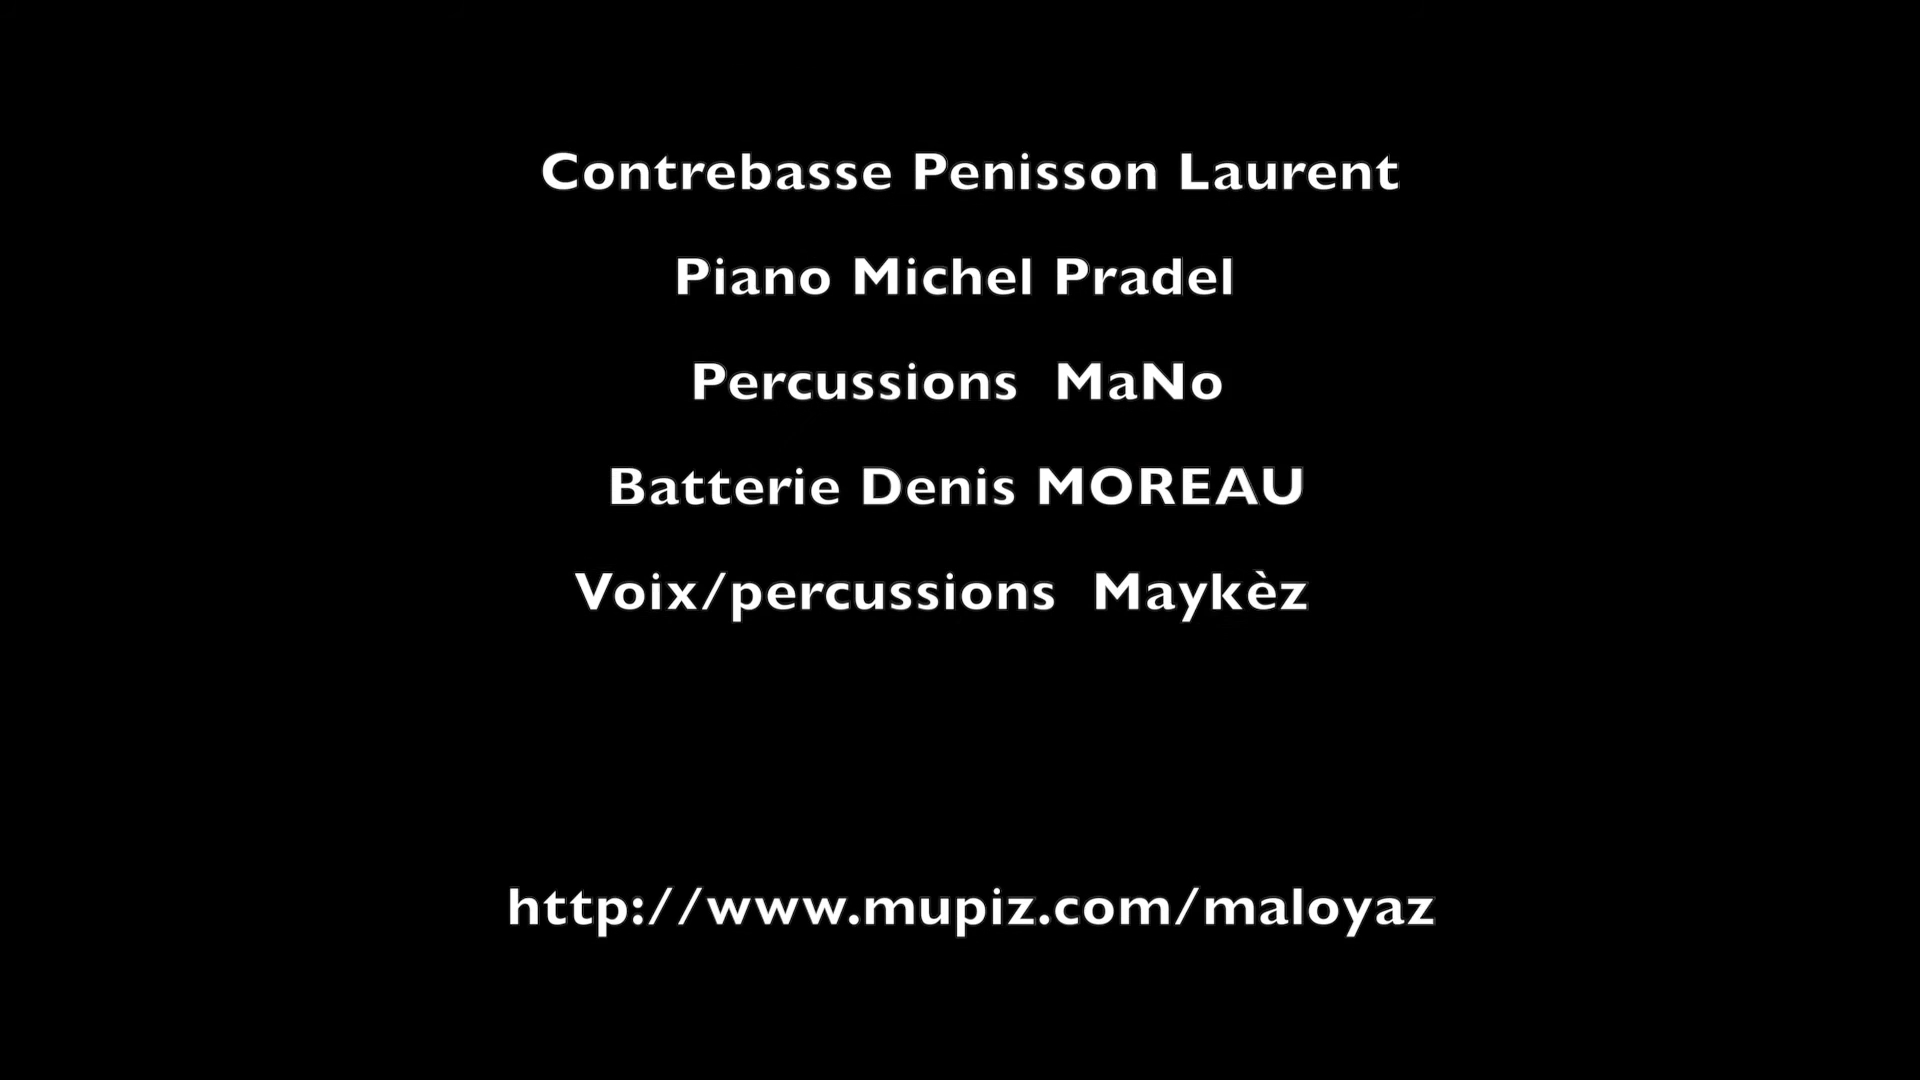 Contrebasse Penisson Laurent
Piano Michel Pradel
Percussions  MaNo
Batterie Denis MOREAU
Voix/percussions  Maykèz
http://www.mupiz.com/maloyaz